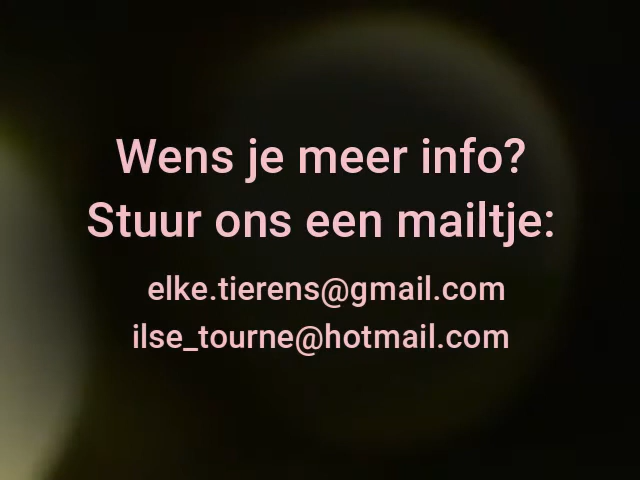 Wens je meer info?
Stuur ons een mailtje:
elke.tierens@gmail.com
ilse_tourne@hotmail.com